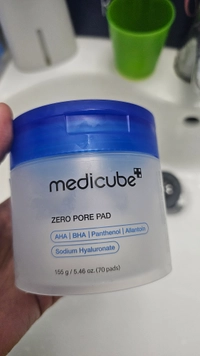 medicube
ZERO PORE PAD
AHA | BHA | Panthenol | Allantoin
Sodium Hyaluronate
155 g / 5.46 oz. (70 pads)